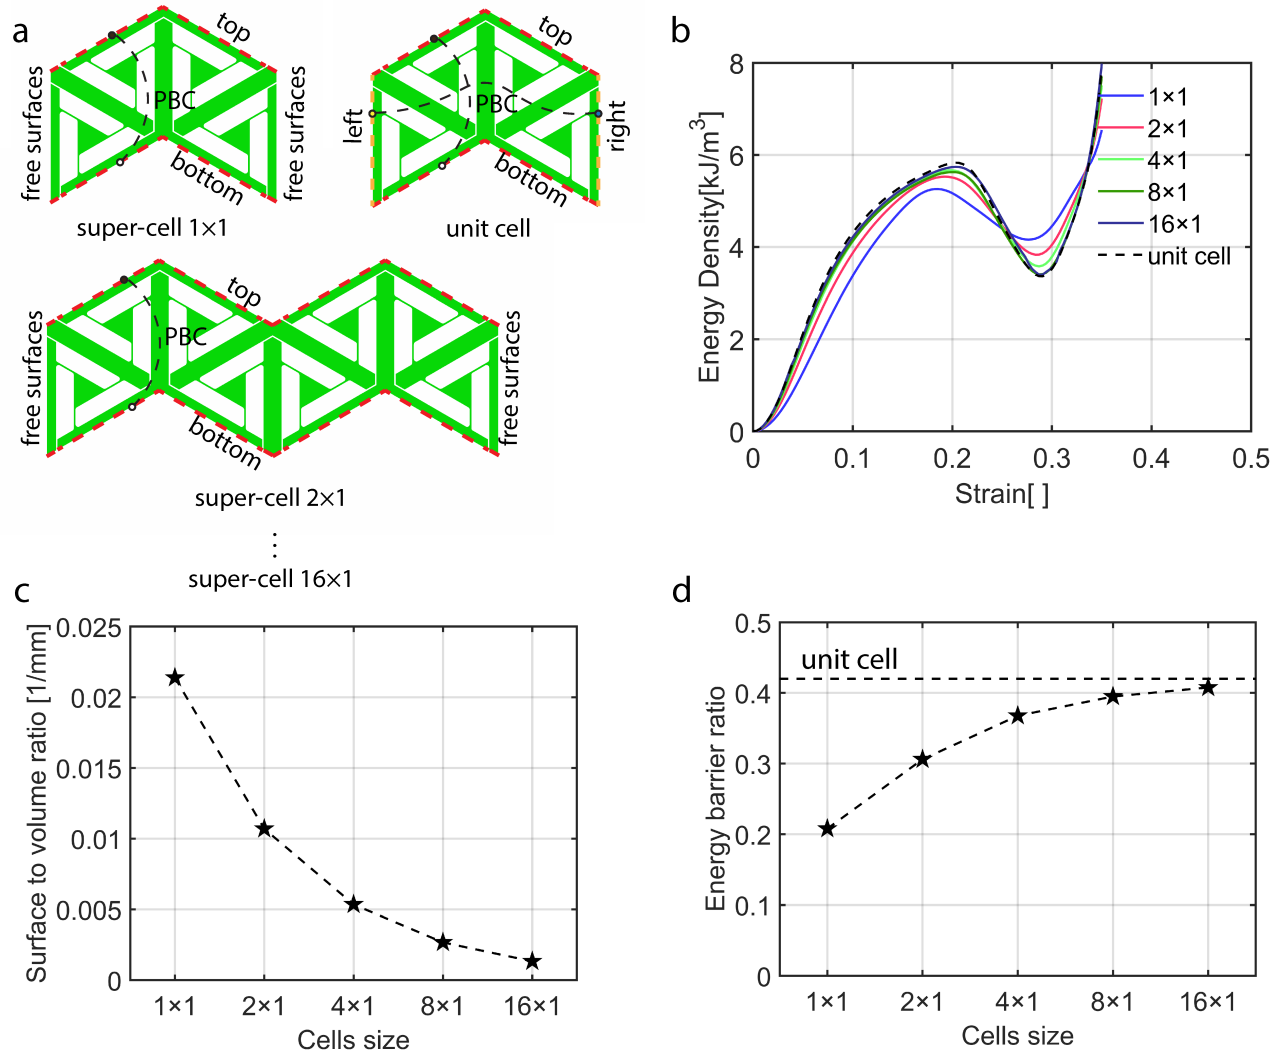 a
top
free surfaces
PBC
free surfaces
bottom
super-cell 1×1
top
left
PBC
right
bottom
unit cell
top
free surfaces
PBC
free surfaces
bottom
super-cell 2×1
⋮
super-cell 16×1
b
Energy Density[kJ/m³]
8
6
4
2
0
0 0.1 0.2 0.3 0.4 0.5
Strain[ ]
1×1
2×1
4×1
8×1
16×1
unit cell
c
Surface to volume ratio [1/mm]
0.025
0.02
0.015
0.01
0.005
0
1×1 2×1 4×1 8×1 16×1
Cells size
d
Energy barrier ratio
0.5
unit cell
0.4
0.3
0.2
0.1
0
1×1 2×1 4×1 8×1 16×1
Cells size